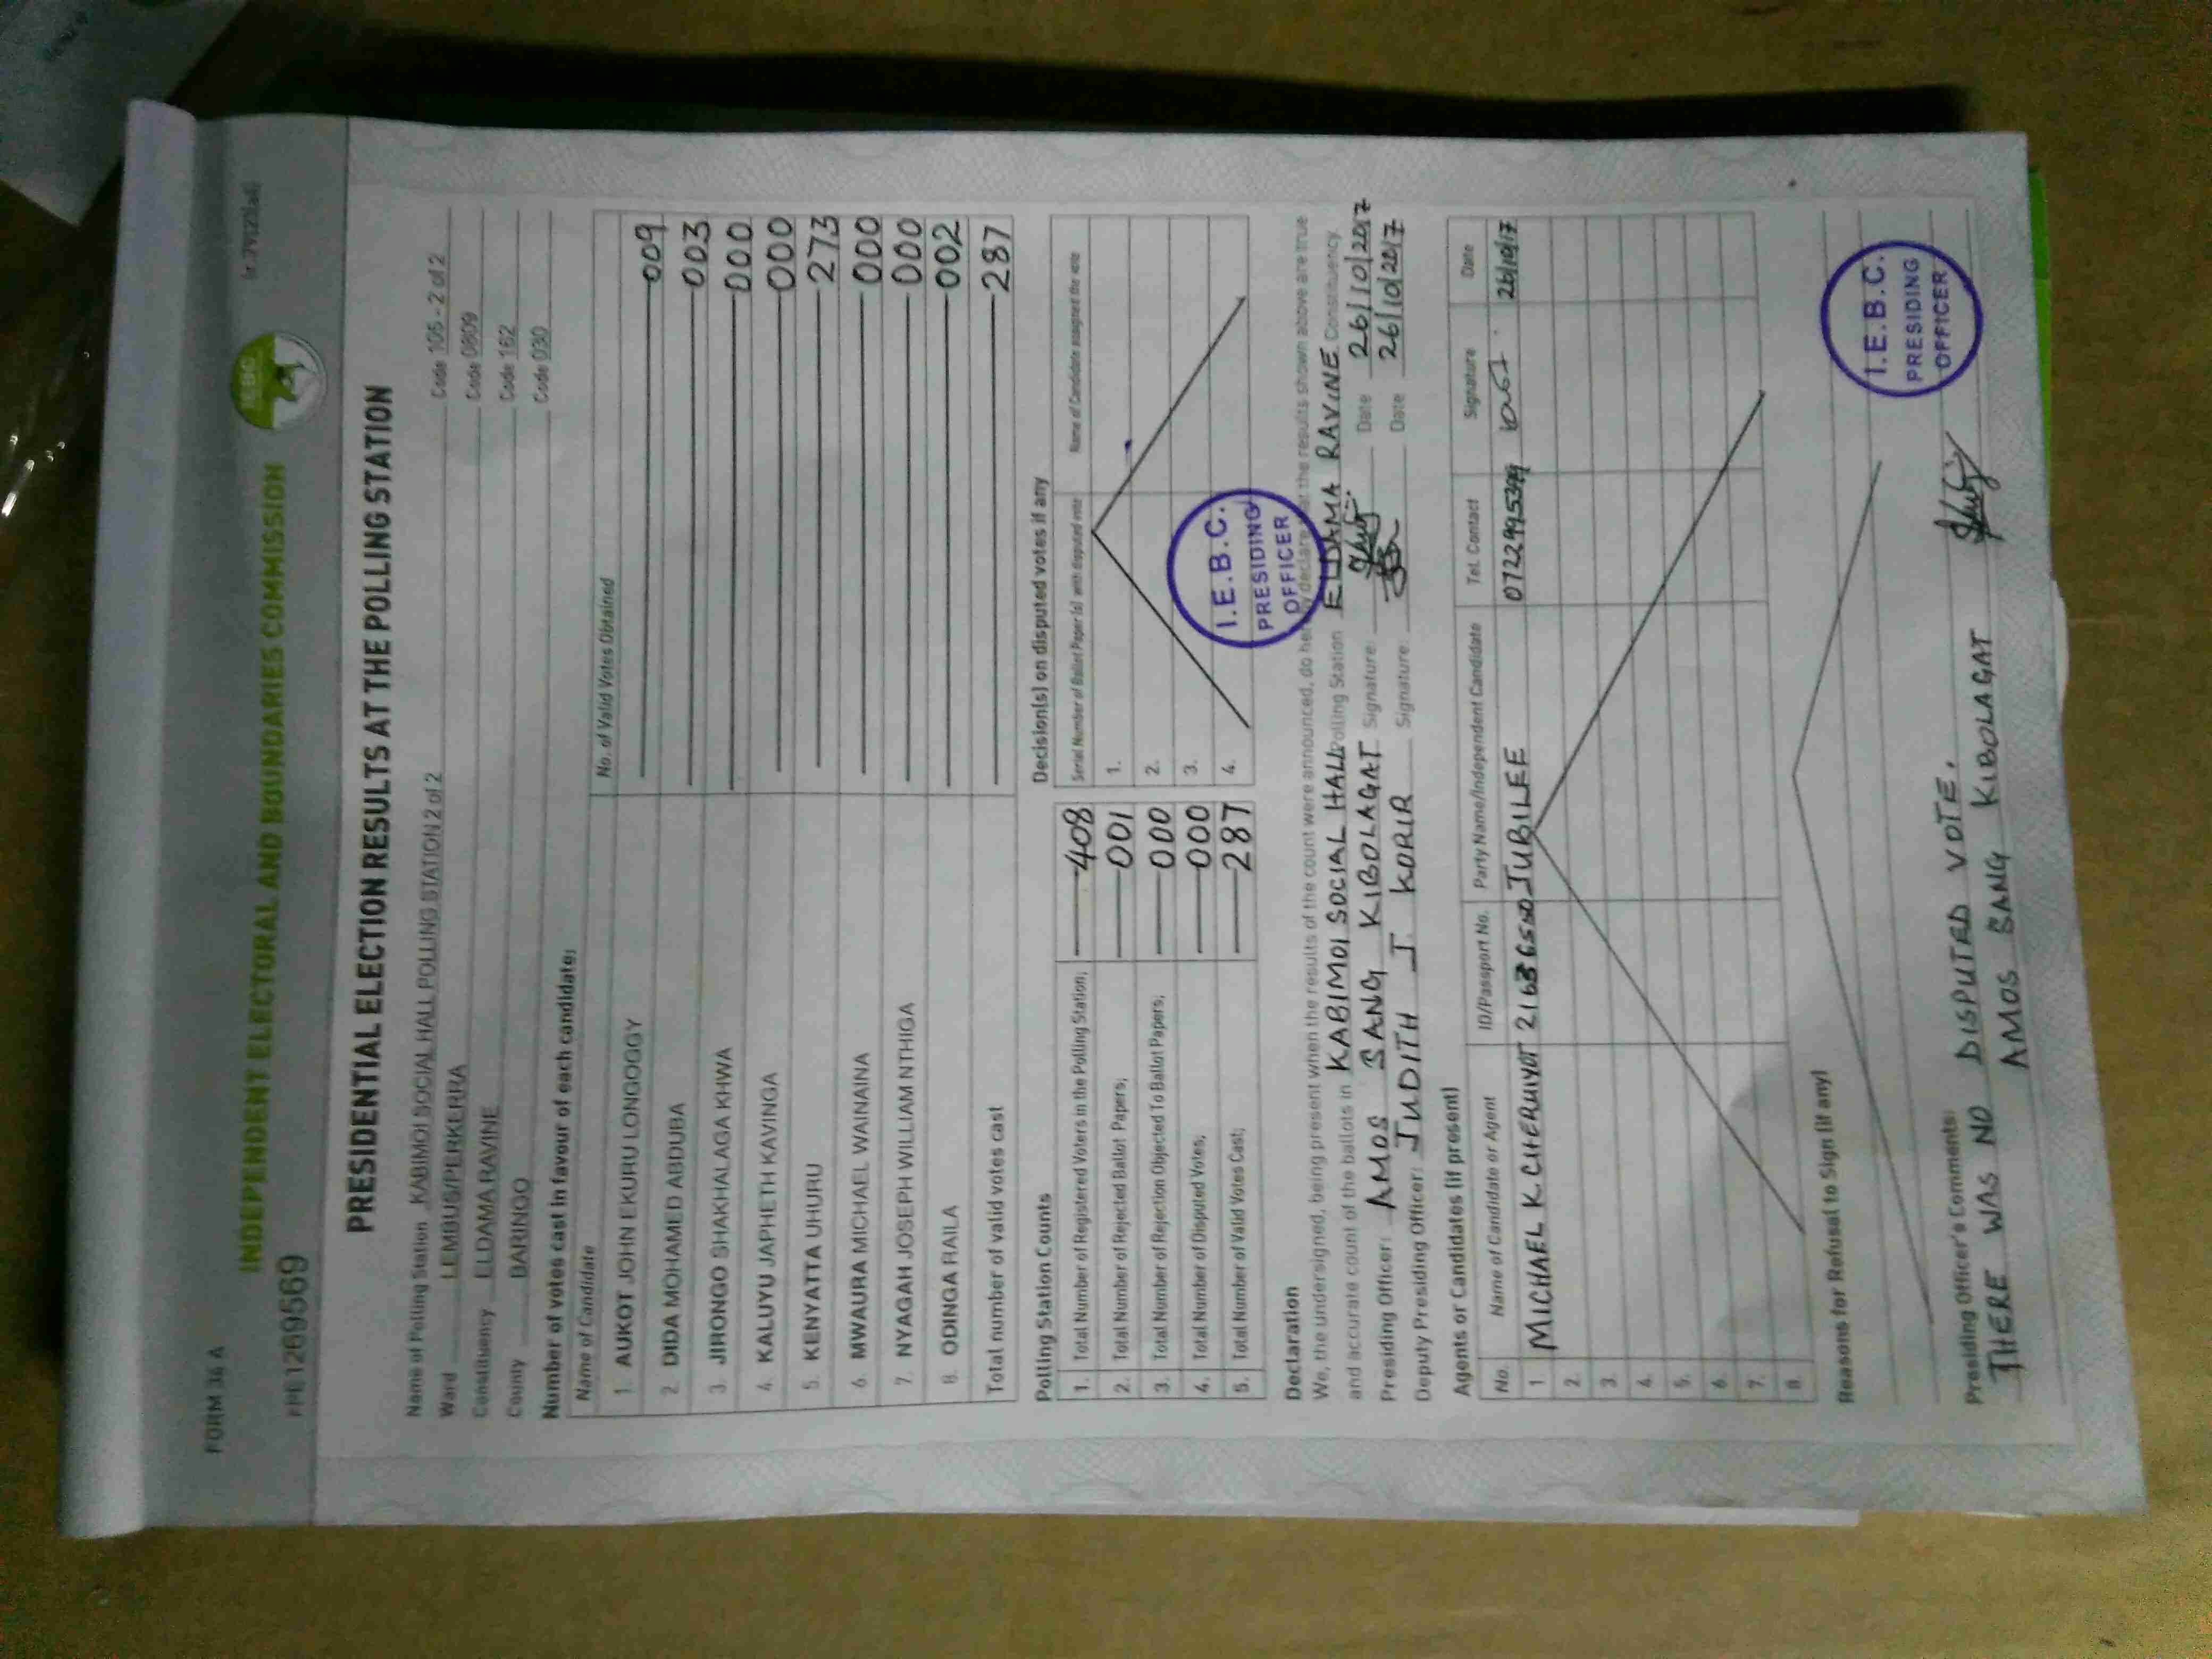 FORM 34 A
INDEPENDENT ELECTORAL AND BOUNDARIES COMMISSION
IEBC
PRESIDENTIAL ELECTION RESULTS AT THE POLLING STATION
Name of Polling Station KABIMOI SOCIAL HALL POLLING STATION 2 of 2 Code 105 - 2 of 2
Ward LEMBUS/PERKERRA Code 0809
Constituency ELDAMA RAVINE Code 162
County BARINGO Code 030
Number of votes cast in favour of each candidate;
Name of Candidate No. of Valid Votes Obtained
1. AUKOT JOHN EKURU LONGOGGY 009
2. DIDA MOHAMED ABDUBA 003
3. JIRONGO SHAKHALAGA KHWA 000
4. KALUYU JAPHETH KAVINGA 000
5. KENYATTA UHURU 273
6. MWAURA MICHAEL WAINAINA 000
7. NYAGAH JOSEPH WILLIAM NTHIGA 000
8. ODINGA RAILA 002
Total number of valid votes cast 287
Polling Station Counts
1. Total Number of Registered Voters in the Polling Station; 408
2. Total Number of Rejected Ballot Papers; 001
3. Total Number of Rejection Objected To Ballot Papers; 000
4. Total Number of Disputed Votes; 000
5. Total Number of Valid Votes Cast; 287
Decision(s) on disputed votes if any
Serial Number of Ballot Paper (s) with disputed vote Name of Candidate assigned the vote
1.
2.
3.
4.
I.E.B.C.
PRESIDING
OFFICER
Declaration
We, the undersigned, being present when the results of the count were announced, do hereby declare that the results shown above are true
and accurate count of the ballots in KABIMOI SOCIAL HALL Polling Station ELDAMA RAVINE Constituency.
Presiding Officer: AMOS SANG KIBOLAGAT Signature: Date 26/10/2017
Deputy Presiding Officer: JUDITH J. KORIR Signature: Date 26/10/2017
Agents or Candidates (if present)
No. Name of Candidate or Agent ID/Passport No. Party Name/Independent Candidate Tel. Contact Signature Date
1 MICHAEL K CHERUIYOT JUBILEE 26/10/17
2.
3.
4.
5.
6.
7.
8.
Reasons for Refusal to Sign (if any)
Presiding Officer's Comments:
THERE WAS NO DISPUTED VOTE.
AMOS SANG KIBOLAGAT
I.E.B.C.
PRESIDING
OFFICER